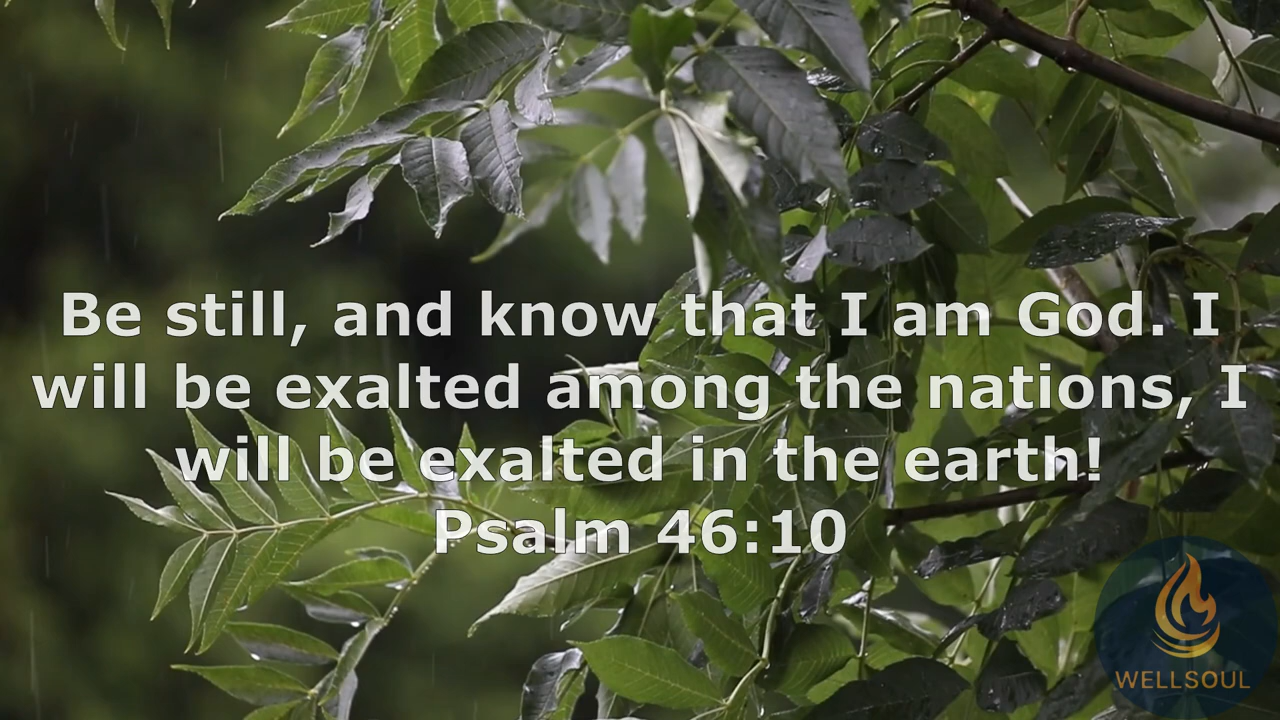 Be still, and know that I am God. I
will be exalted among the nations, I
will be exalted in the earth!
Psalm 46:10
WELLSOUL